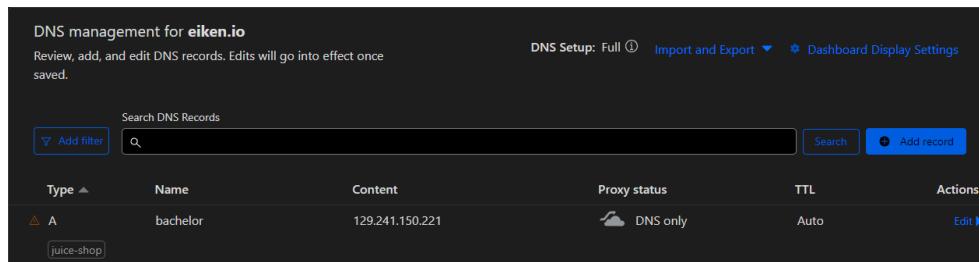 DNS management for eiken.io
Review, add, and edit DNS records. Edits will go into effect once
saved.
DNS Setup: Full
Import and Export
Dashboard Display Settings
Search DNS Records
Add filter
Search
Add record
Type Name Content Proxy status TTL Actions
A bachelor 129.241.150.221 DNS only Auto Edit
juice-shop